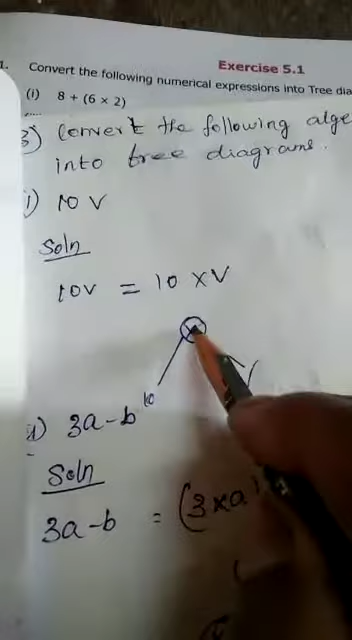 Exercise 5.1
1. Convert the following numerical expressions into Tree dia
(i) 8 + (6 × 2)
3) Convert the following alge
into tree diagrams.
i) 10 V
Soln
10V = 10 × V
×
10 V
3a - b
Soln
3a - b = (3 × a)